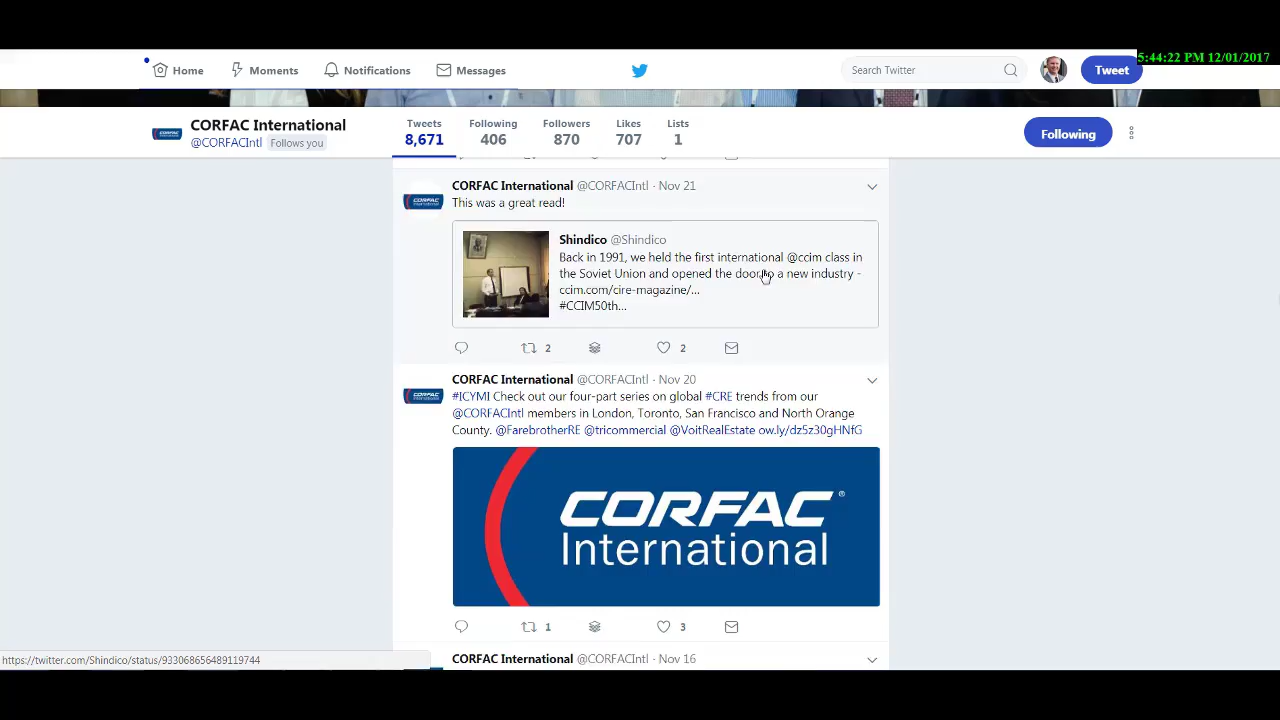 5:44:22 PM 12/01/2017
Home
Moments
Notifications
Messages
Search Twitter
Tweet
CORFAC International
@CORFACIntl Follows you
Tweets
8,671
Following
406
Followers
870
Likes
707
Lists
1
Following
CORFAC International @CORFACIntl · Nov 21
This was a great read!
Shindico @Shindico
Back in 1991, we held the first international @ccim class in
the Soviet Union and opened the door to a new industry -
ccim.com/cire-magazine/...
#CCIM50th...
2
2
CORFAC International @CORFACIntl · Nov 20
#ICYMI Check out our four-part series on global #CRE trends from our
@CORFACIntl members in London, Toronto, San Francisco and North Orange
County. @FarebrotherRE @tricommercial @VoitRealEstate ow.ly/dz5z30gHNfG
CORFAC®
International
1
3
CORFAC International @CORFACIntl · Nov 16
https://twitter.com/Shindico/status/933068656489119744